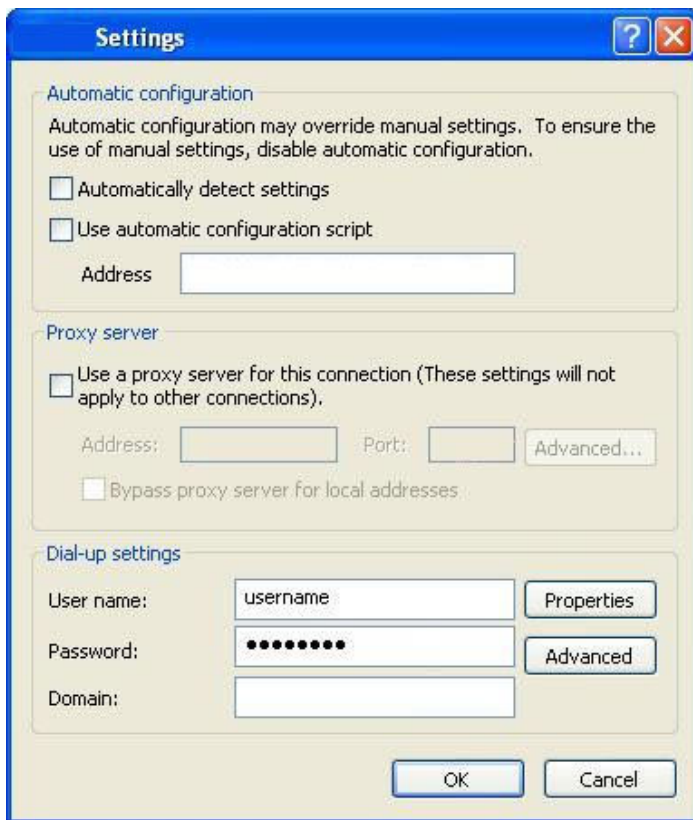 Settings
Automatic configuration
Automatic configuration may override manual settings.  To ensure the
use of manual settings, disable automatic configuration.
Automatically detect settings
Use automatic configuration script
Address
Proxy server
Use a proxy server for this connection (These settings will not
apply to other connections).
Address:
Port:
Advanced...
Bypass proxy server for local addresses
Dial-up settings
User name:
username
Properties
Password:
●●●●●●●●
Advanced
Domain:
OK
Cancel